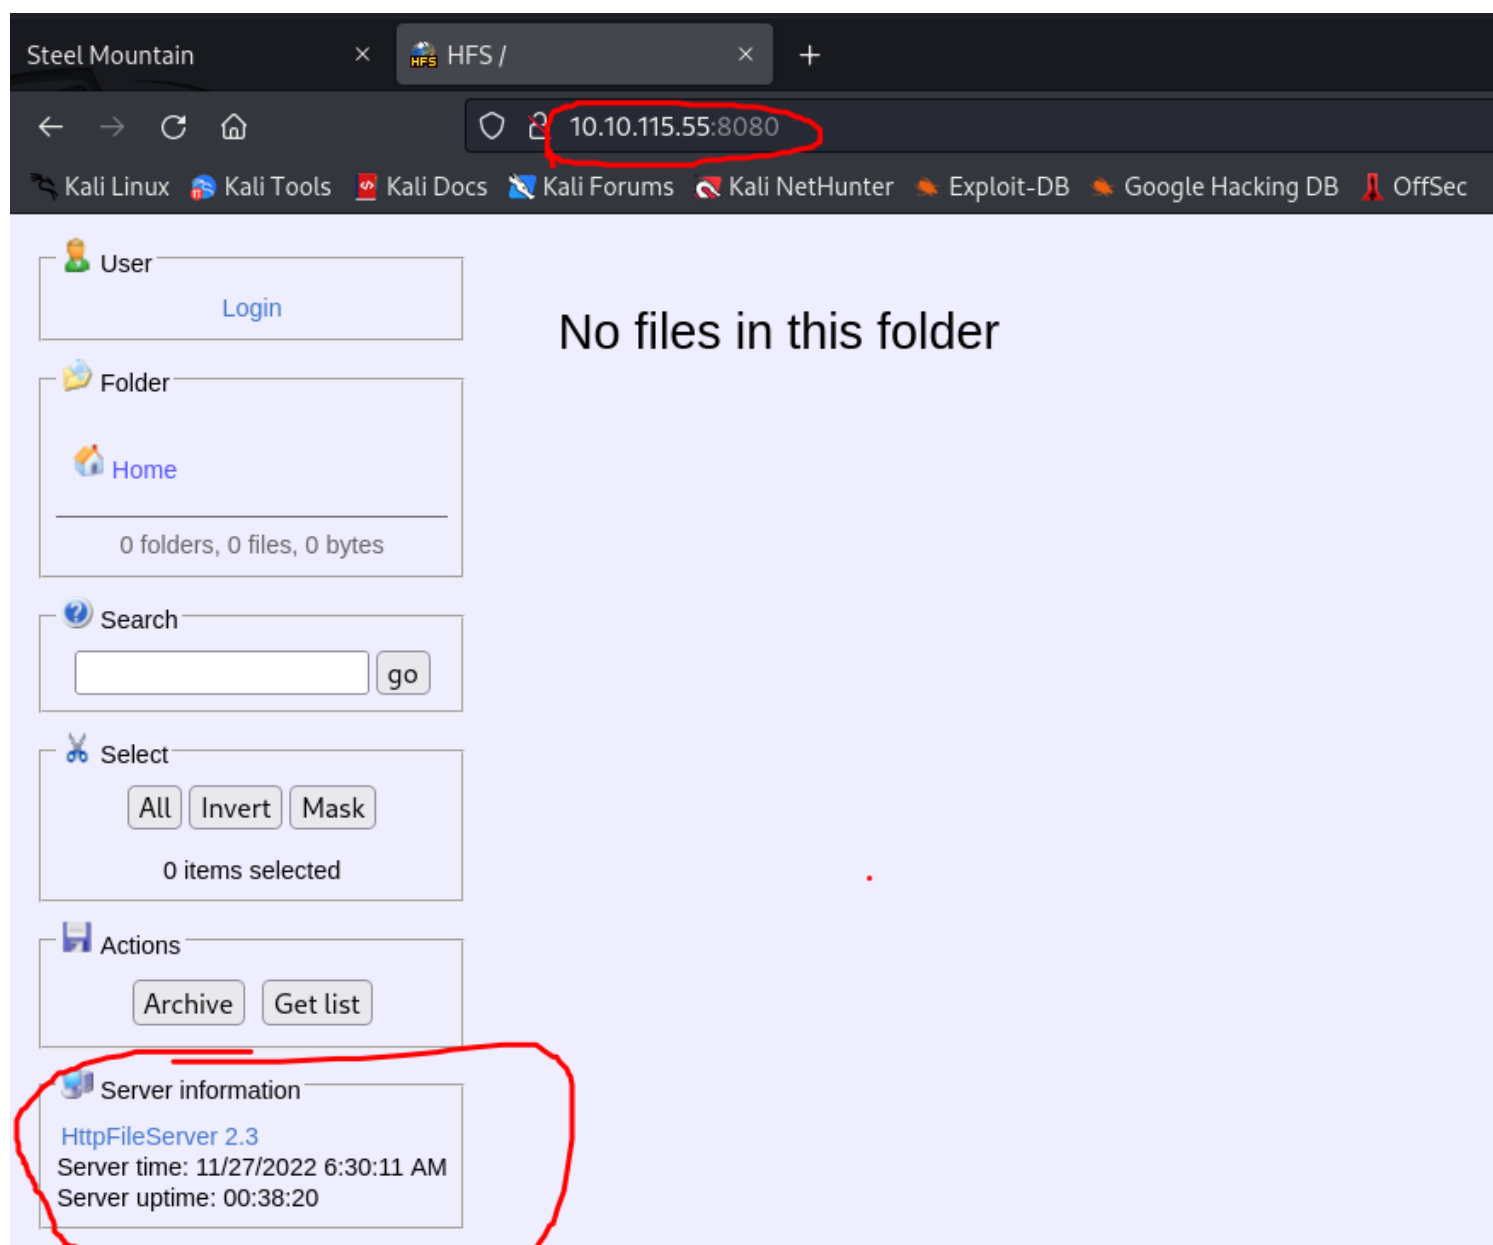 Steel Mountain
HFS /
10.10.115.55:8080
Kali Linux Kali Tools Kali Docs Kali Forums Kali NetHunter Exploit-DB Google Hacking DB OffSec
User
Login
No files in this folder
Folder
Home
0 folders, 0 files, 0 bytes
Search
go
Select
All Invert Mask
0 items selected
Actions
Archive Get list
Server information
HttpFileServer 2.3
Server time: 11/27/2022 6:30:11 AM
Server uptime: 00:38:20